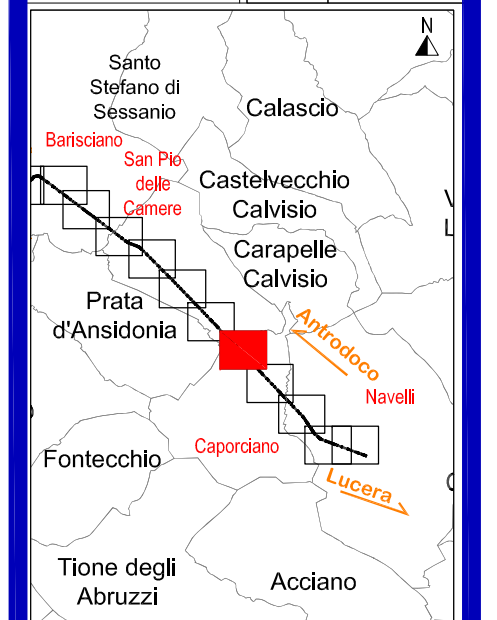 N
Santo
Stefano di
Sessanio
Calascio
Barisciano
San Pio
delle
Camere
Castelvecchio
Calvisio
Carapelle
Calvisio
Prata
d'Ansidonia
Antrodoco
Navelli
Caporciano
Fontecchio
Lucera
Tione degli
Abruzzi
Acciano